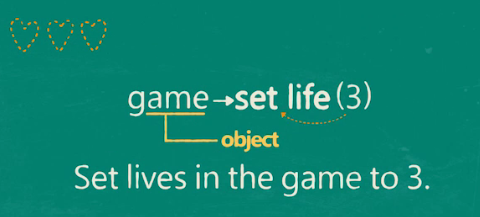 game→set life (3)
object
Set lives in the game to 3.